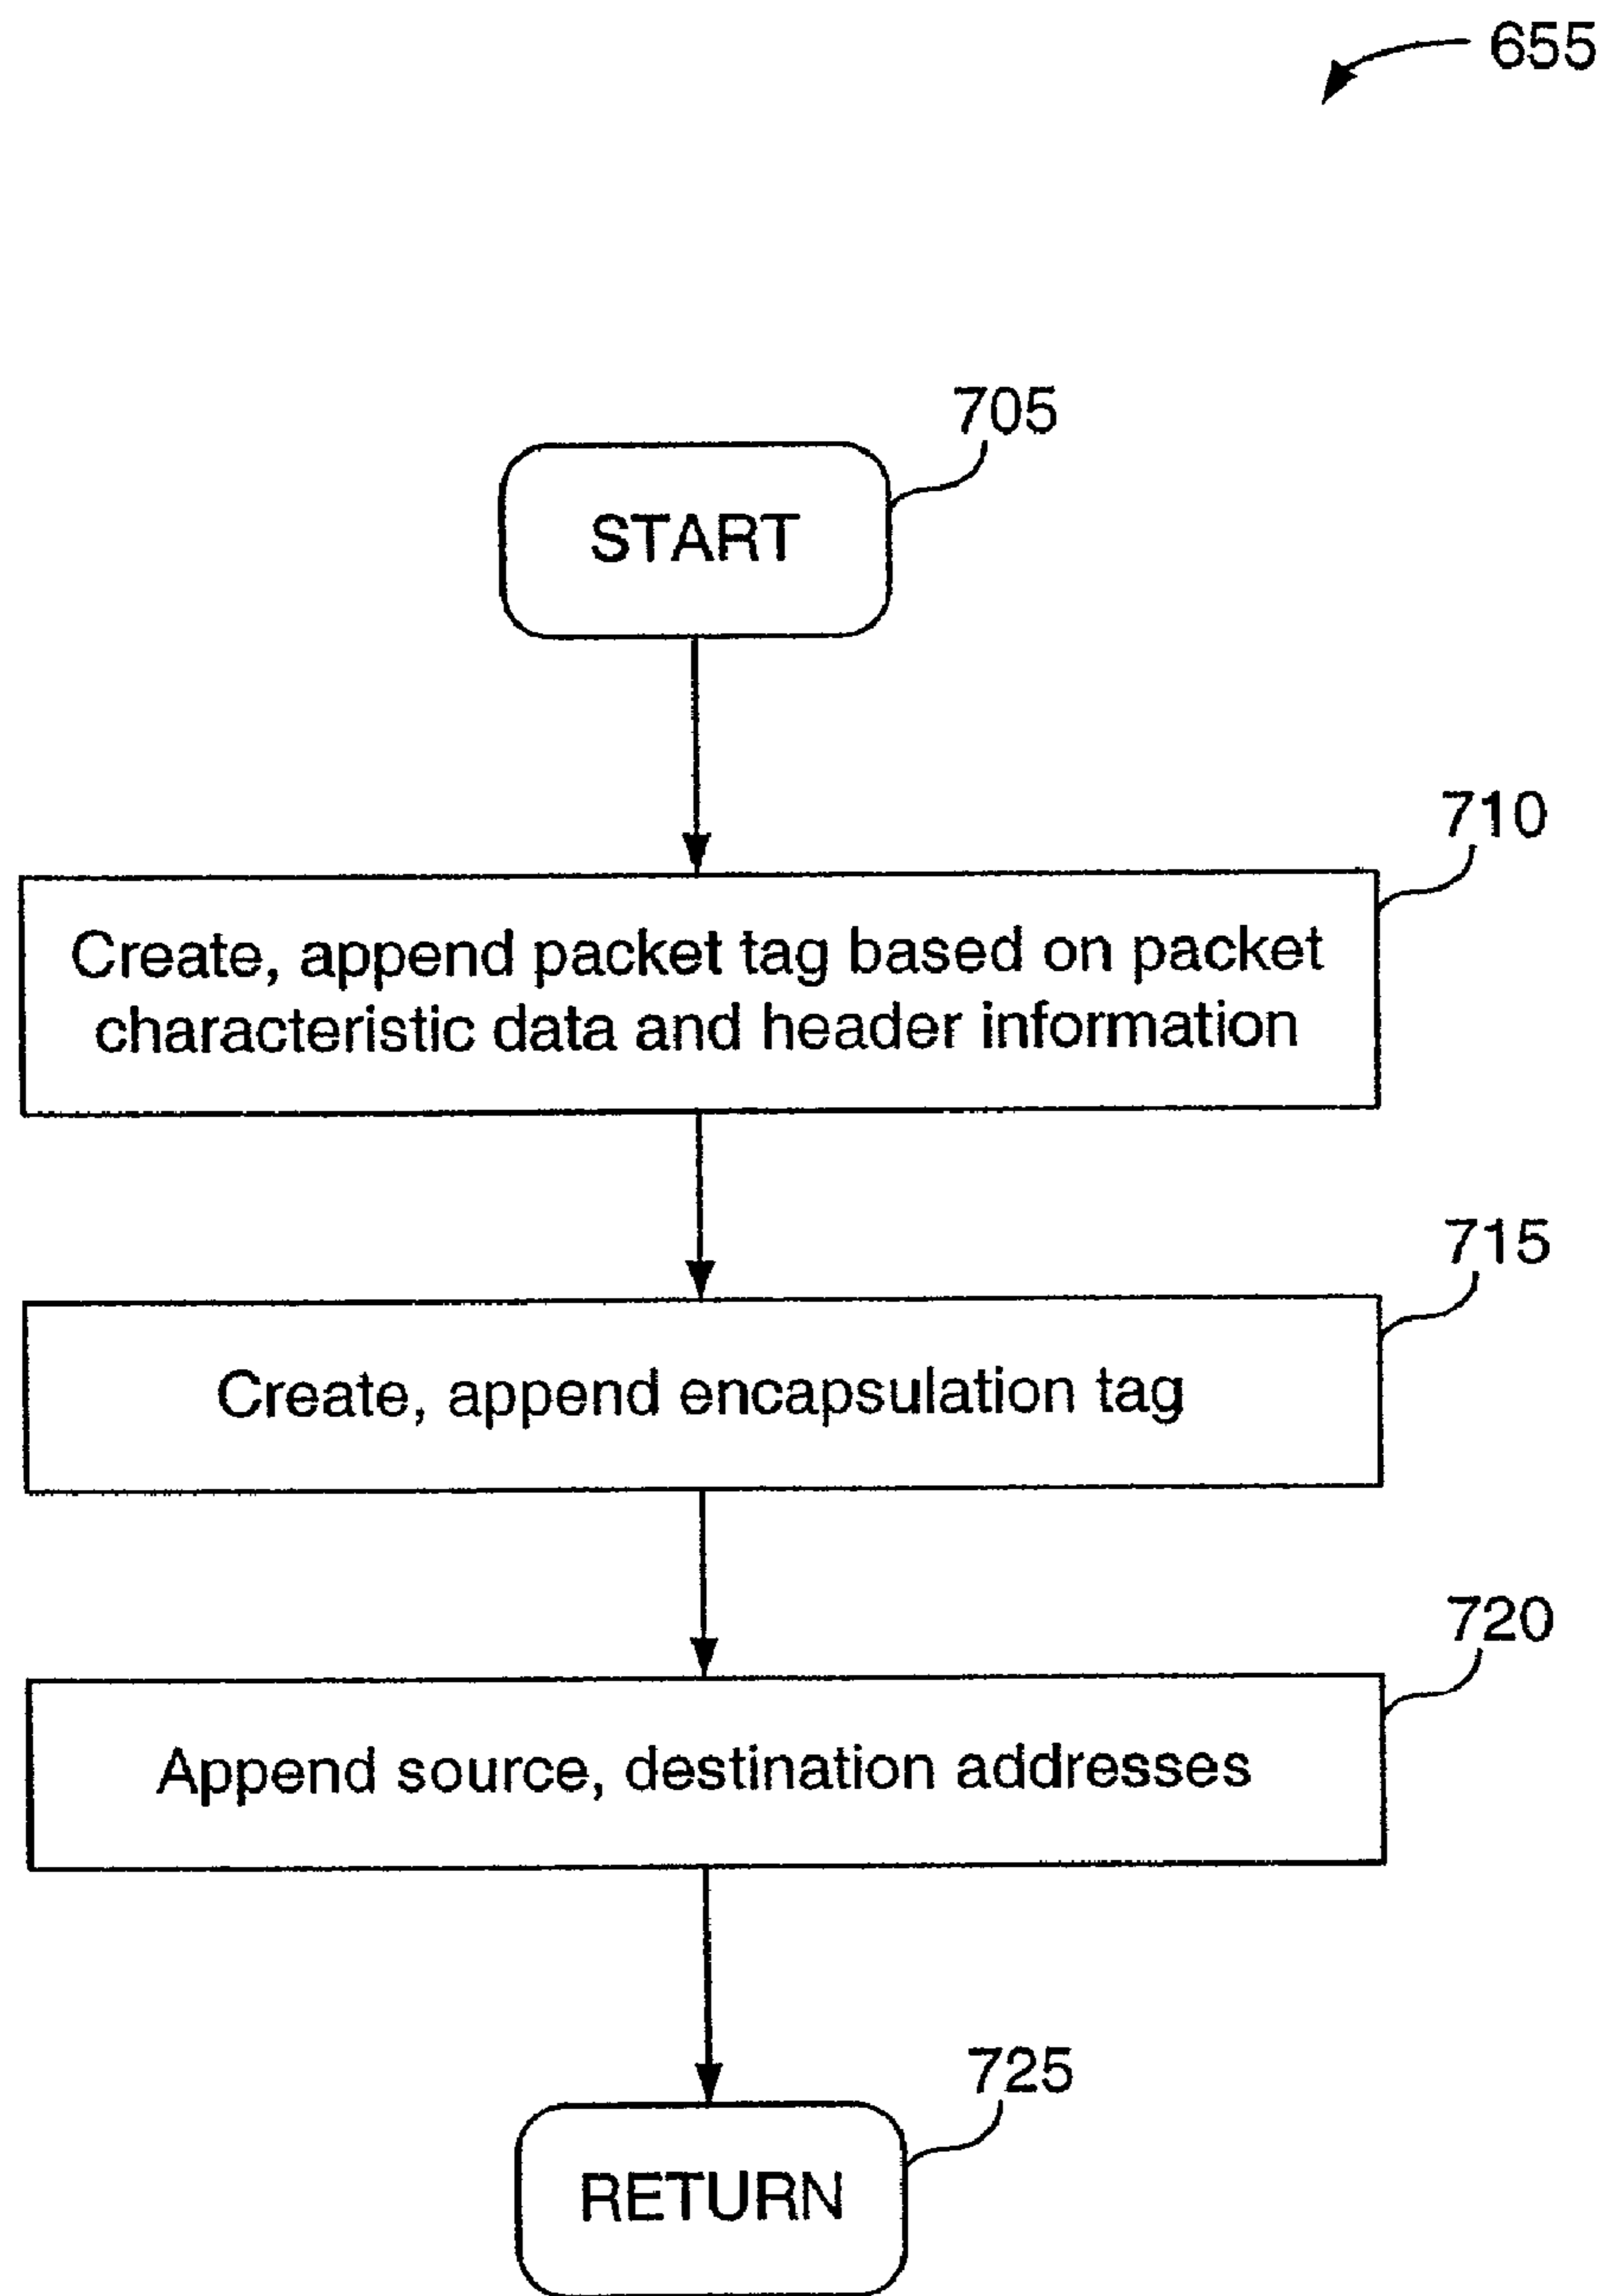 655
705
START
710
Create, append packet tag based on packet
characteristic data and header information
715
Create, append encapsulation tag
720
Append source, destination addresses
725
RETURN